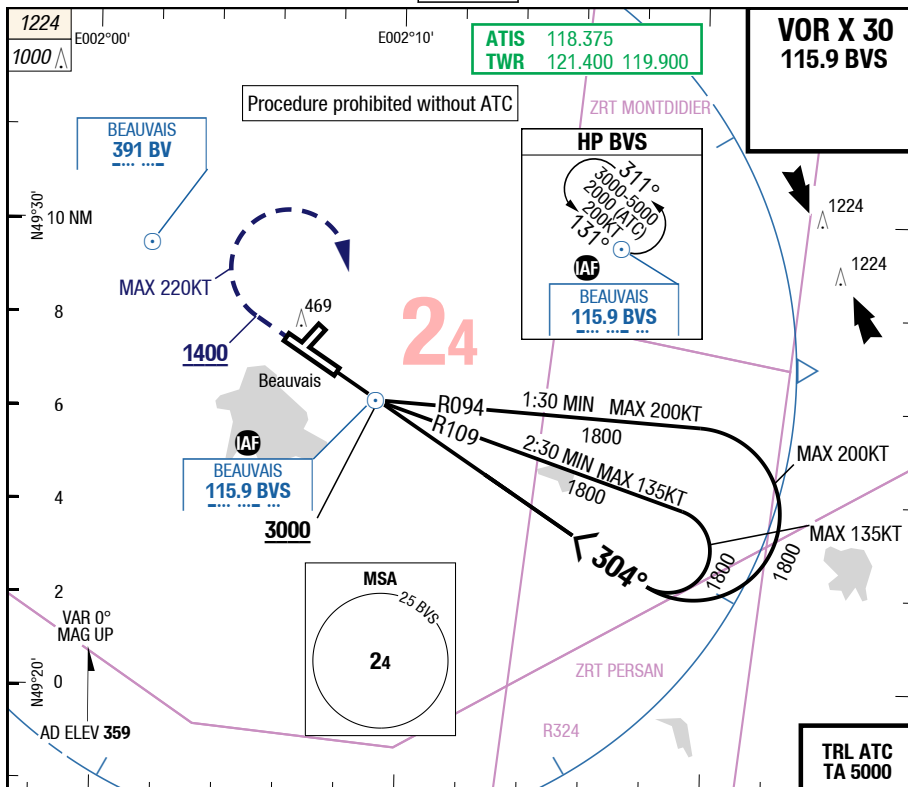 1224
1000
E002°00'
E002°10'
ATIS 118.375
TWR 121.400 119.900
VOR X 30
115.9 BVS
Procedure prohibited without ATC
ZRT MONTDIDIER
BEAUVAIS
391 BV
HP BVS
311°
3000-5000
2000 (ATC)
200KT
131°
IAF
BEAUVAIS
115.9 BVS
1224
1224
N49°30'
10 NM
MAX 220KT
8
469
24
1400
Beauvais
6
R094
1:30 MIN MAX 200KT
1800
R109
2:30 MIN MAX 135KT
1800
IAF
BEAUVAIS
115.9 BVS
MAX 200KT
4
3000
MAX 135KT
304°
1800
1800
MSA
25 BVS
24
2
VAR 0°
MAG UP
N49°20'
0
ZRT PERSAN
AD ELEV 359
R324
TRL ATC
TA 5000